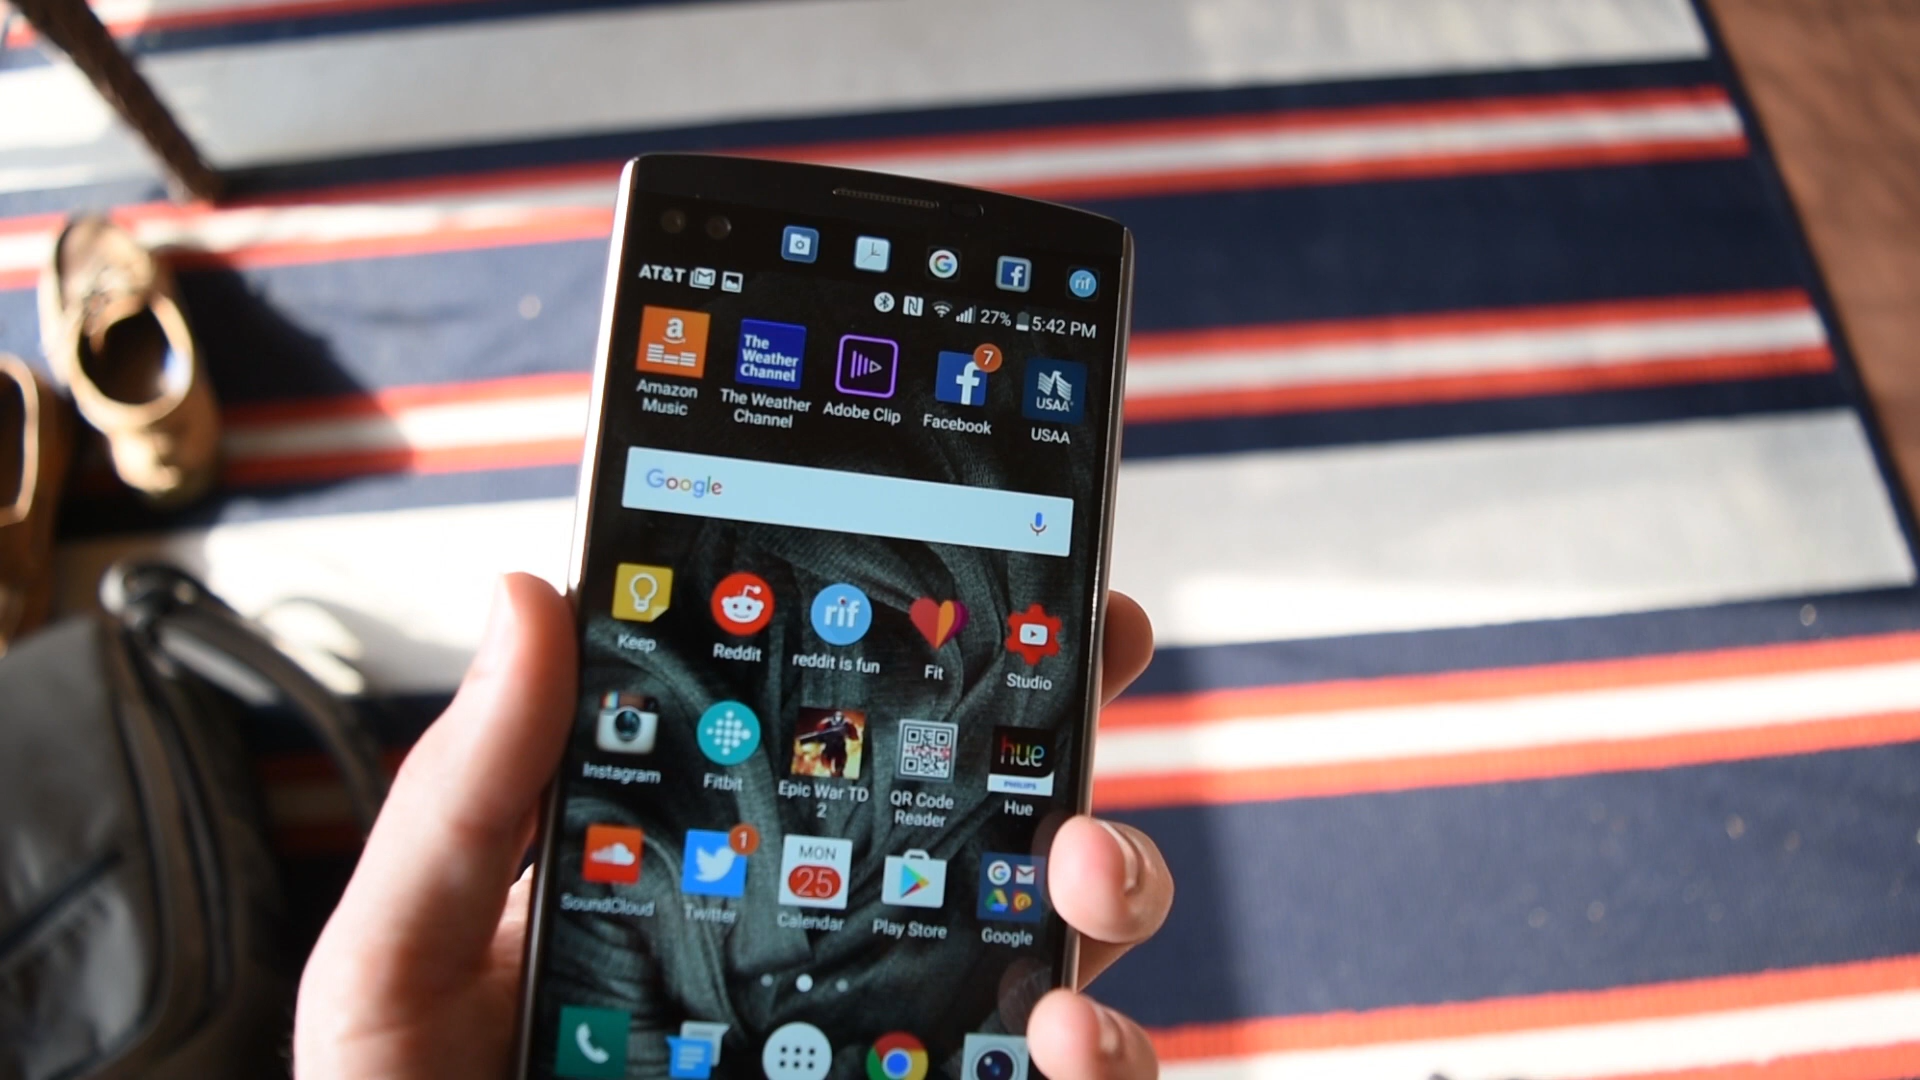 rif
AT&T
27% 5:42 PM
a
The
Weather
Channel
7
USAA
Amazon
Music
The Weather
Channel
Adobe Clip
Facebook
USAA
Google
rif
Keep
Reddit
reddit is fun
Fit
Studio
hue
PHILIPS
Instagram
Fitbit
Epic War TD
2
QR Code
Reader
Hue
1
MON
25
SoundCloud
Twitter
Calendar
Play Store
Google